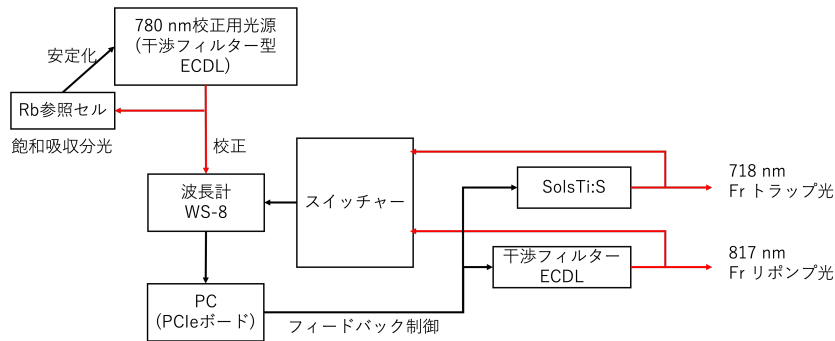 780 nm校正用光源
(干渉フィルター型
ECDL)
安定化
Rb参照セル
飽和吸収分光
校正
波長計
WS-8
スイッチャー
SolsTi:S
718 nm
Fr トラップ光
干渉フィルター
ECDL
817 nm
Fr リポンプ光
PC
(PCIeボード)
フィードバック制御